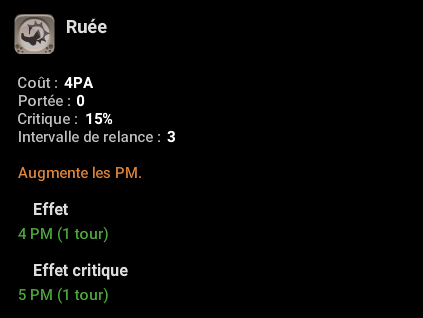 Ruée
Coût : 4PA
Portée : 0
Critique : 15%
Intervalle de relance : 3
Augmente les PM.
Effet
4 PM (1 tour)
Effet critique
5 PM (1 tour)